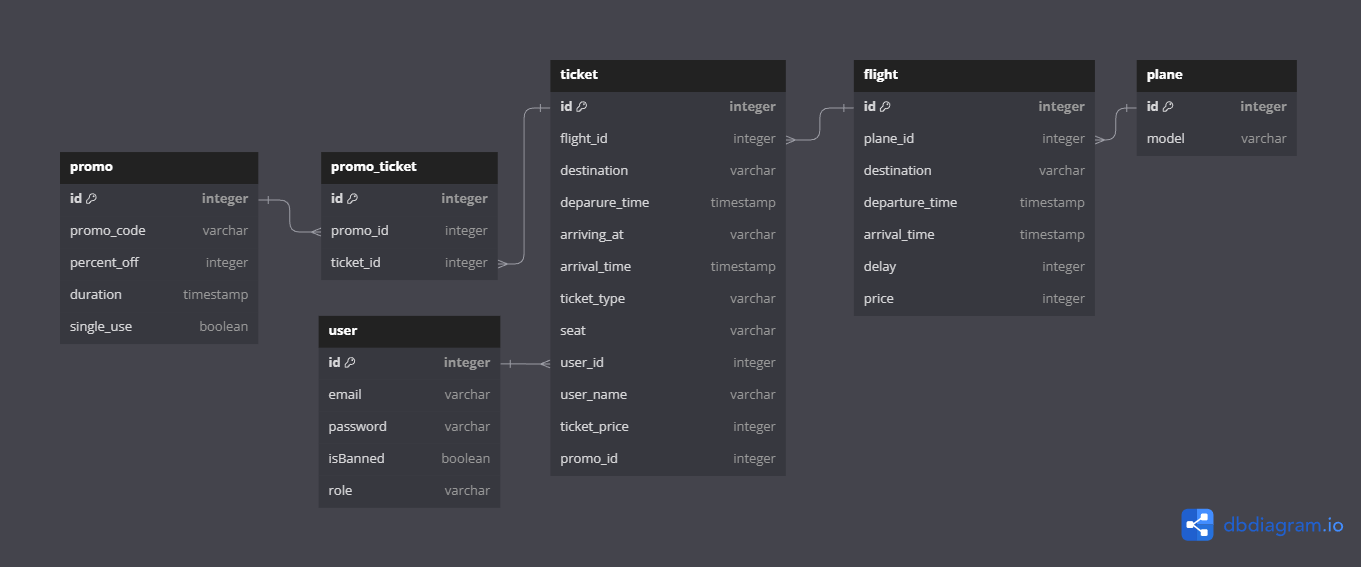 promo
id integer
promo_code varchar
percent_off integer
duration timestamp
single_use boolean
promo_ticket
id integer
promo_id integer
ticket_id integer
user
id integer
email varchar
password varchar
isBanned boolean
role varchar
ticket
id integer
flight_id integer
destination varchar
deparure_time timestamp
arriving_at varchar
arrival_time timestamp
ticket_type varchar
seat varchar
user_id integer
user_name varchar
ticket_price integer
promo_id integer
flight
id integer
plane_id integer
destination varchar
departure_time timestamp
arrival_time timestamp
delay integer
price integer
plane
id integer
model varchar
dbdiagram.io